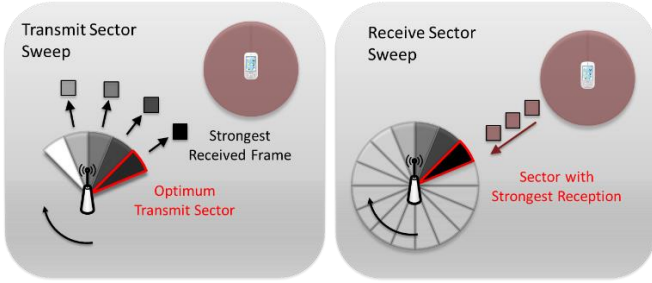 Transmit Sector
Sweep
Strongest
Received Frame
Optimum
Transmit Sector
Receive Sector
Sweep
Sector with
Strongest Reception